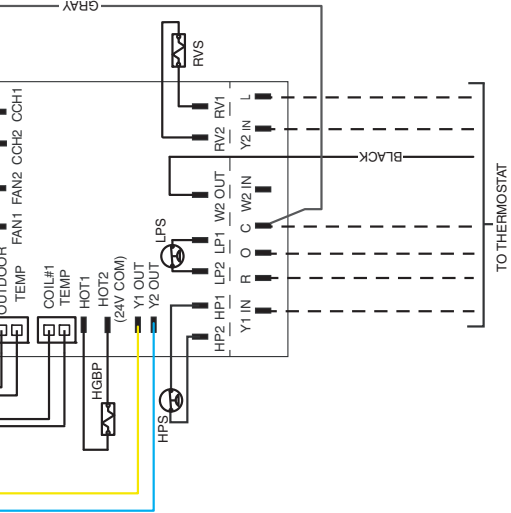 GRAY
RVS
CCH1
CCH2
FAN2
FAN1
OUTDOOR
TEMP
COIL#1
TEMP
HOT1
HOT2
(24V COM)
Y1 OUT
Y2 OUT
RV1
RV2
W2 OUT
LP1
LP2
HP1
HP2
L
Y2 IN
W2 IN
C
O
R
Y1 IN
BLACK
LPS
HPS
HGBP
TO THERMOSTAT